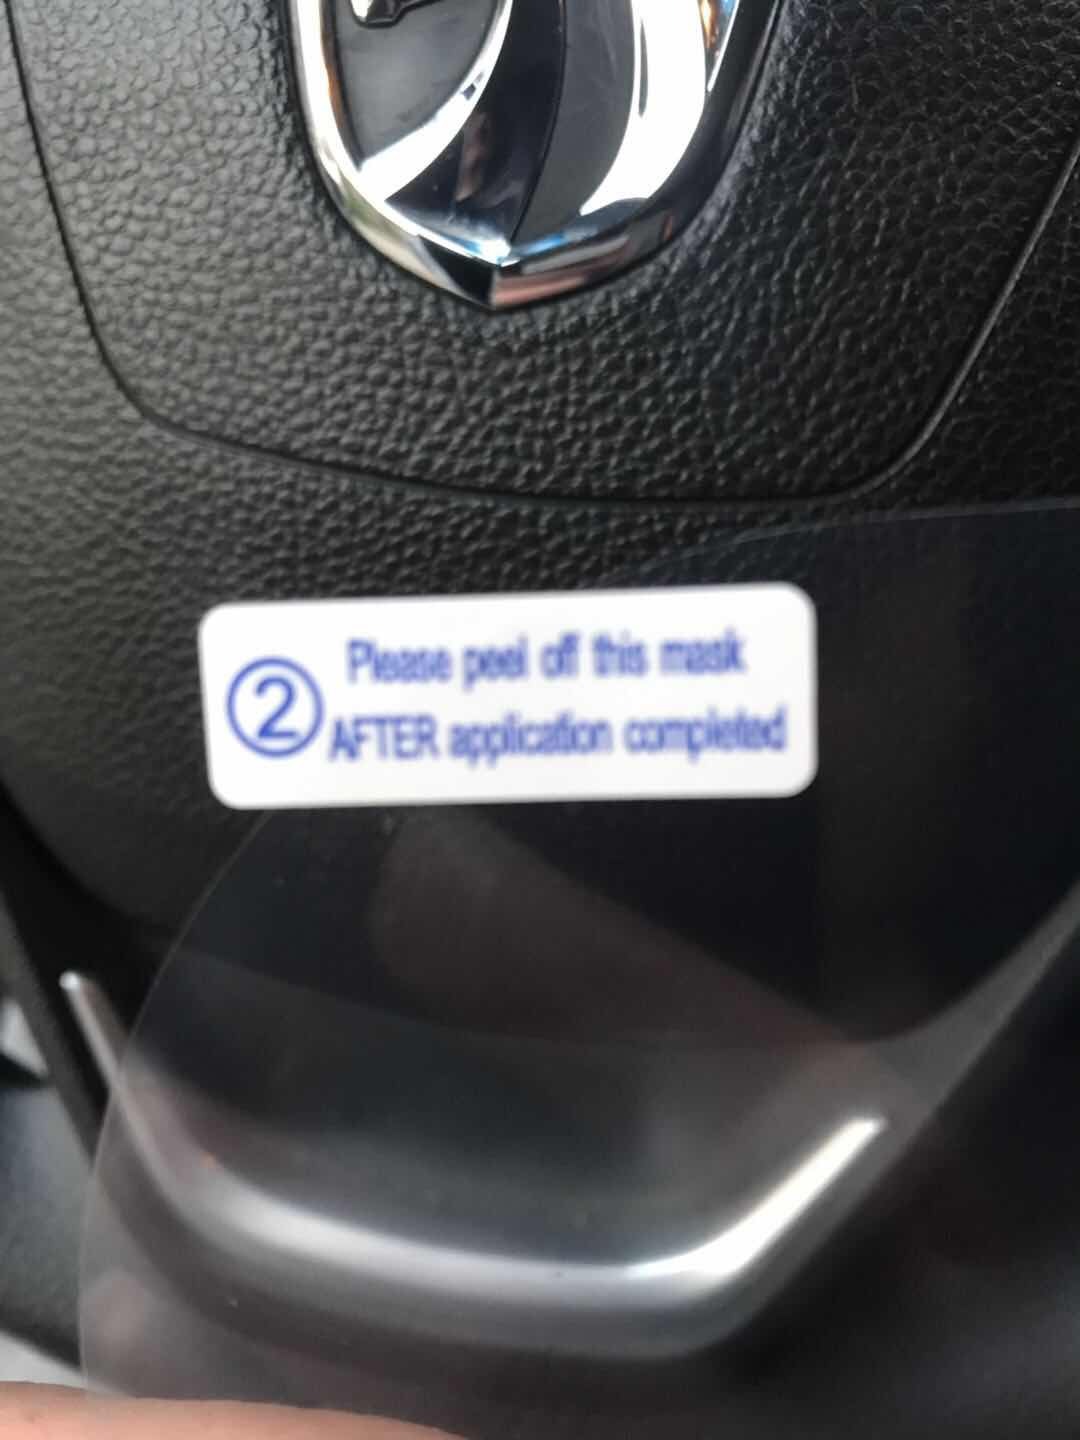 ② Please peel off this mask
AFTER application completed